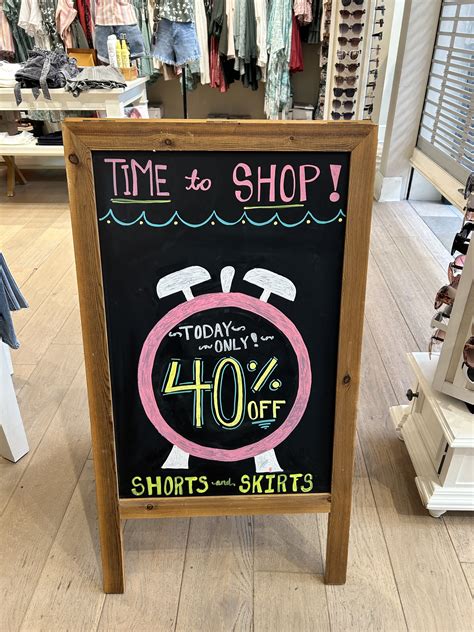 TIME to SHOP!
TODAY
ONLY!
40% OFF
SHORTS and SKIRTS